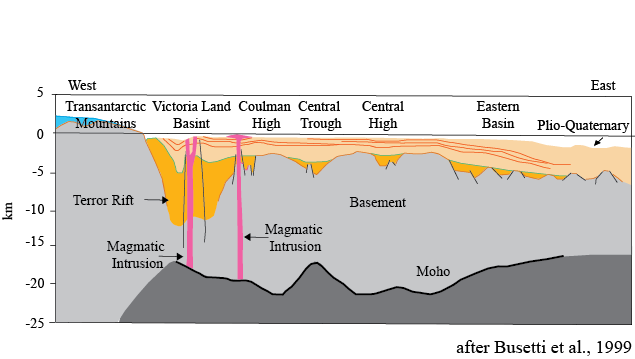 West
East
5
0
-5
-10
-15
-20
-25
km
Transantarctic
Mountains
Victoria Land
Basint
Coulman
High
Central
Trough
Central
High
Eastern
Basin
Plio-Quaternary
Terror Rift
Basement
Magmatic
Intrusion
Magmatic
Intrusion
Moho
after Busetti et al., 1999